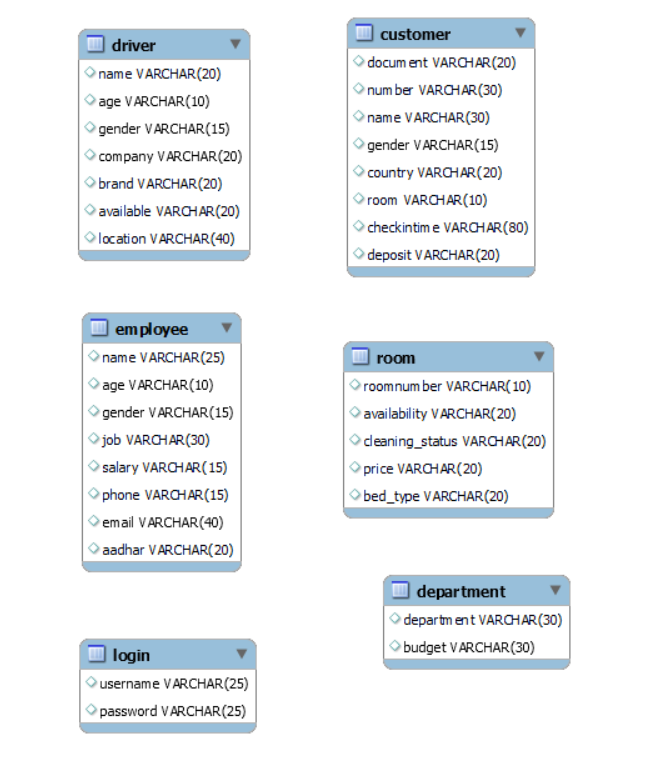 driver
name VARCHAR(20)
age VARCHAR(10)
gender VARCHAR(15)
company VARCHAR(20)
brand VARCHAR(20)
available VARCHAR(20)
location VARCHAR(40)
customer
document VARCHAR(20)
number VARCHAR(30)
name VARCHAR(30)
gender VARCHAR(15)
country VARCHAR(20)
room VARCHAR(10)
checkintime VARCHAR(80)
deposit VARCHAR(20)
employee
name VARCHAR(25)
age VARCHAR(10)
gender VARCHAR(15)
job VARCHAR(30)
salary VARCHAR(15)
phone VARCHAR(15)
email VARCHAR(40)
aadhar VARCHAR(20)
room
roomnumber VARCHAR(10)
availability VARCHAR(20)
cleaning_status VARCHAR(20)
price VARCHAR(20)
bed_type VARCHAR(20)
department
department VARCHAR(30)
budget VARCHAR(30)
login
username VARCHAR(25)
password VARCHAR(25)